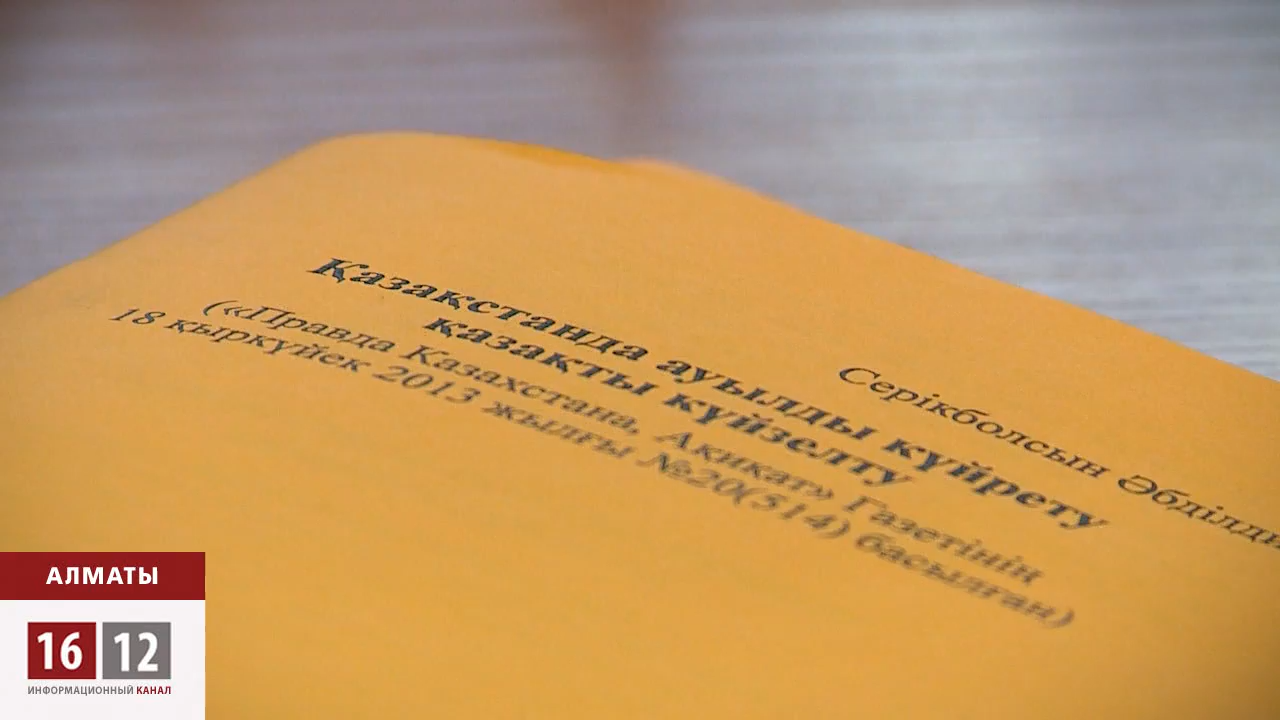 Серікболсын
Қазақстанда ауылды күйрету
қазақты күйзелту
(«Правда Казахстана, Ақиқат» Газетінің
18 қыркүйек 2013 жылғы №20(514) басылған)
АЛМАТЫ
16 12
ИНФОРМАЦИОННЫЙ КАНАЛ